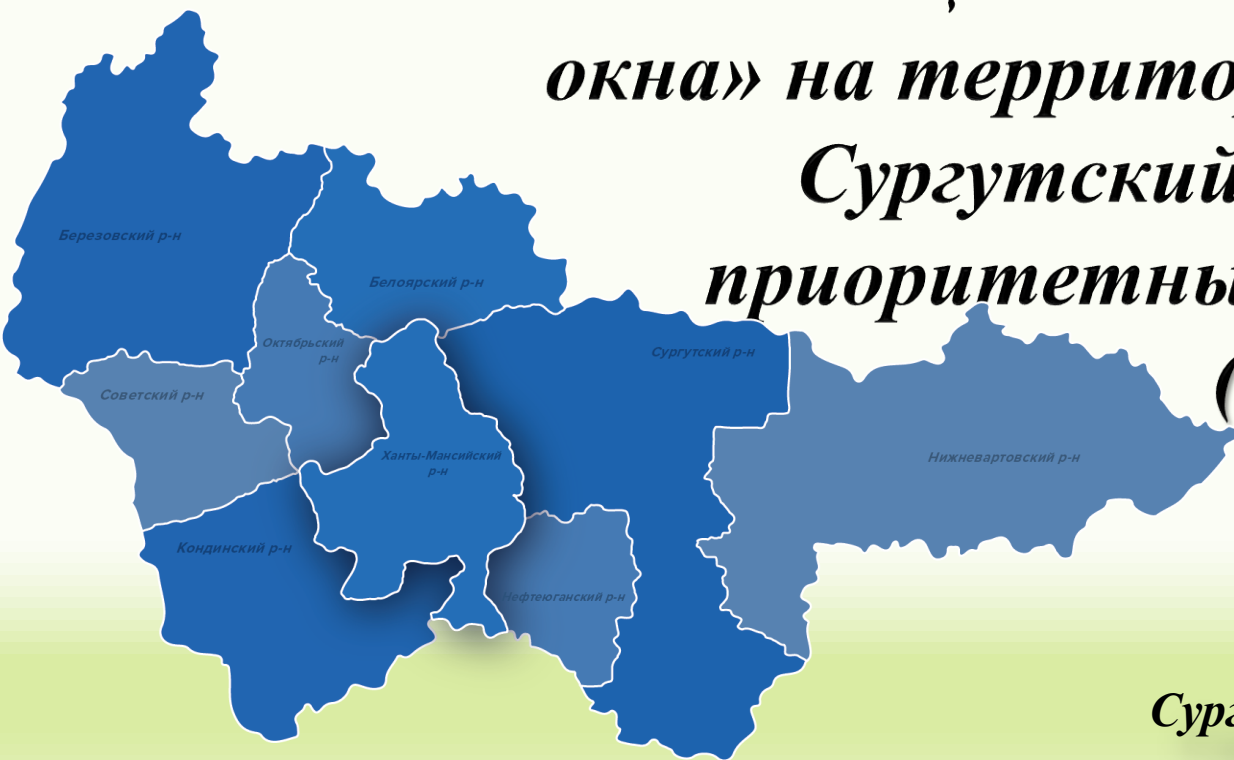 окна» на террито
Сургутский
приоритетны
(
Сург
Березовский р-н
Белоярский р-н
Октябрьский
р-н
Сургутский р-н
Советский р-н
Ханты-Мансийский
р-н
Нижневартовский р-н
Кондинский р-н
Нефтеюганский р-н